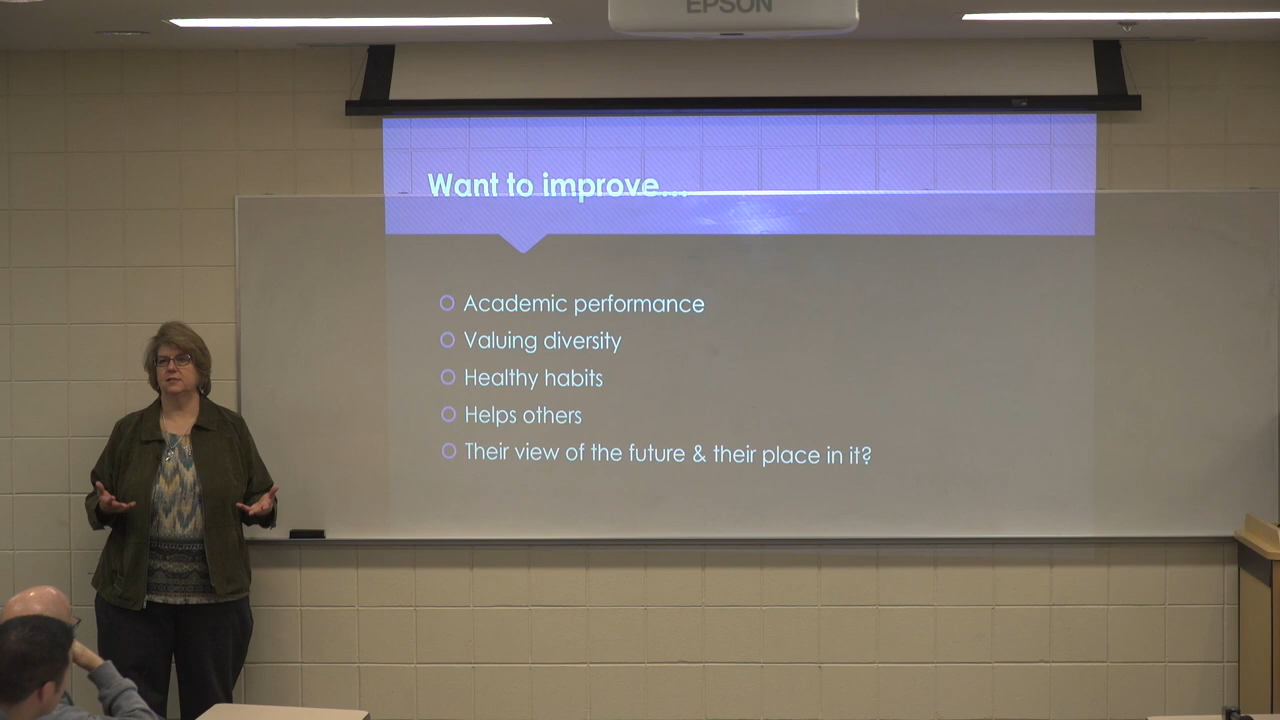 EPSON
Want to improve...
Academic performance
Valuing diversity
Healthy habits
Helps others
Their view of the future & their place in it?